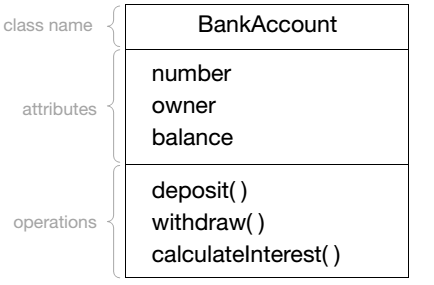 class name
BankAccount
attributes
number
owner
balance
operations
deposit( )
withdraw( )
calculateInterest( )